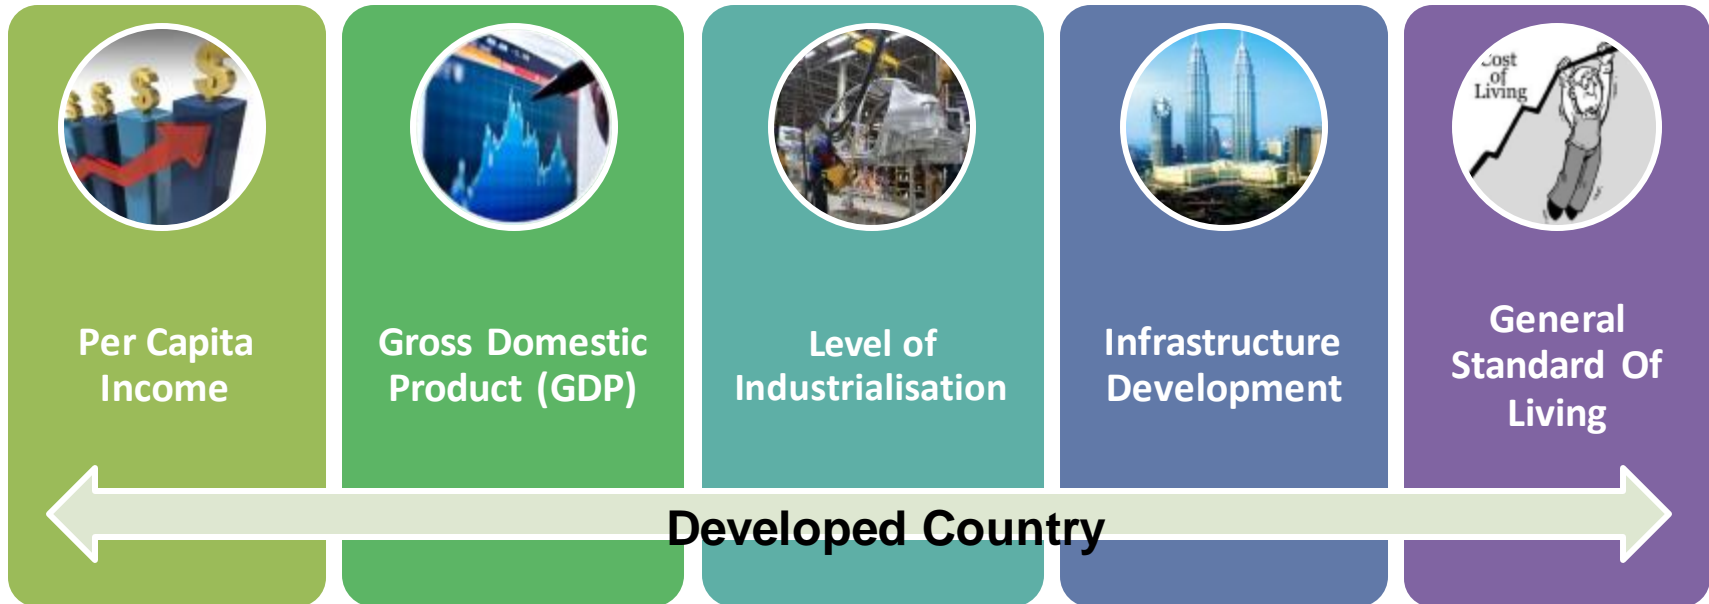 Cost
of
Living
Per Capita
Income
Gross Domestic
Product (GDP)
Level of
Industrialisation
Infrastructure
Development
General
Standard Of
Living
Developed Country